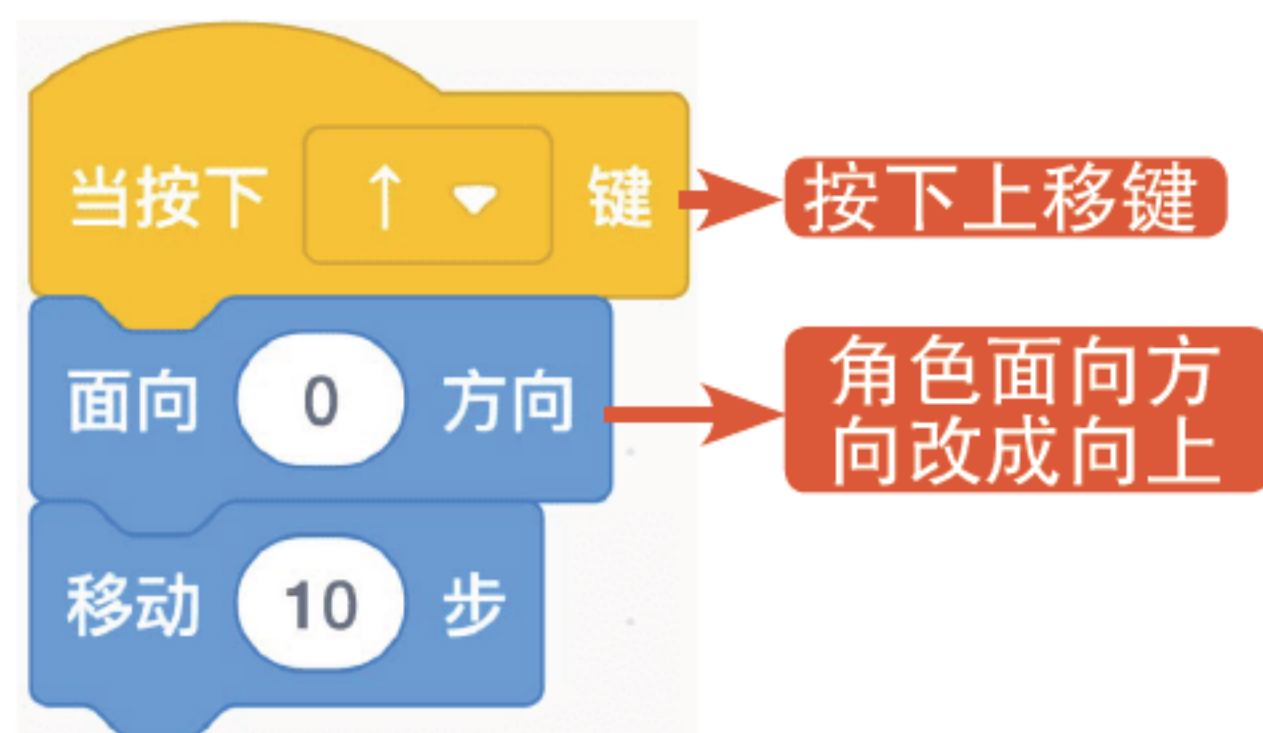 当按下 ↑ 键
按下上移键
面向 0 方向
角色面向方
向改成向上
移动 10 步